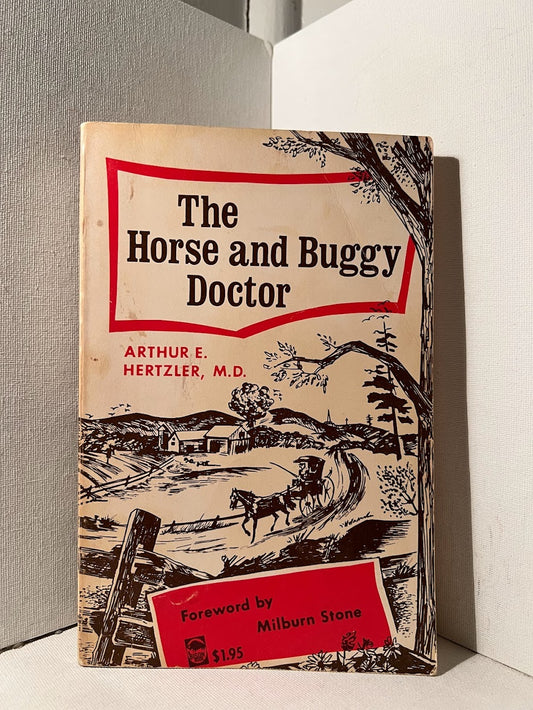 The
Horse and Buggy
Doctor
ARTHUR E.
HERTZLER, M.D.
Foreword by
Milburn Stone
$1.95